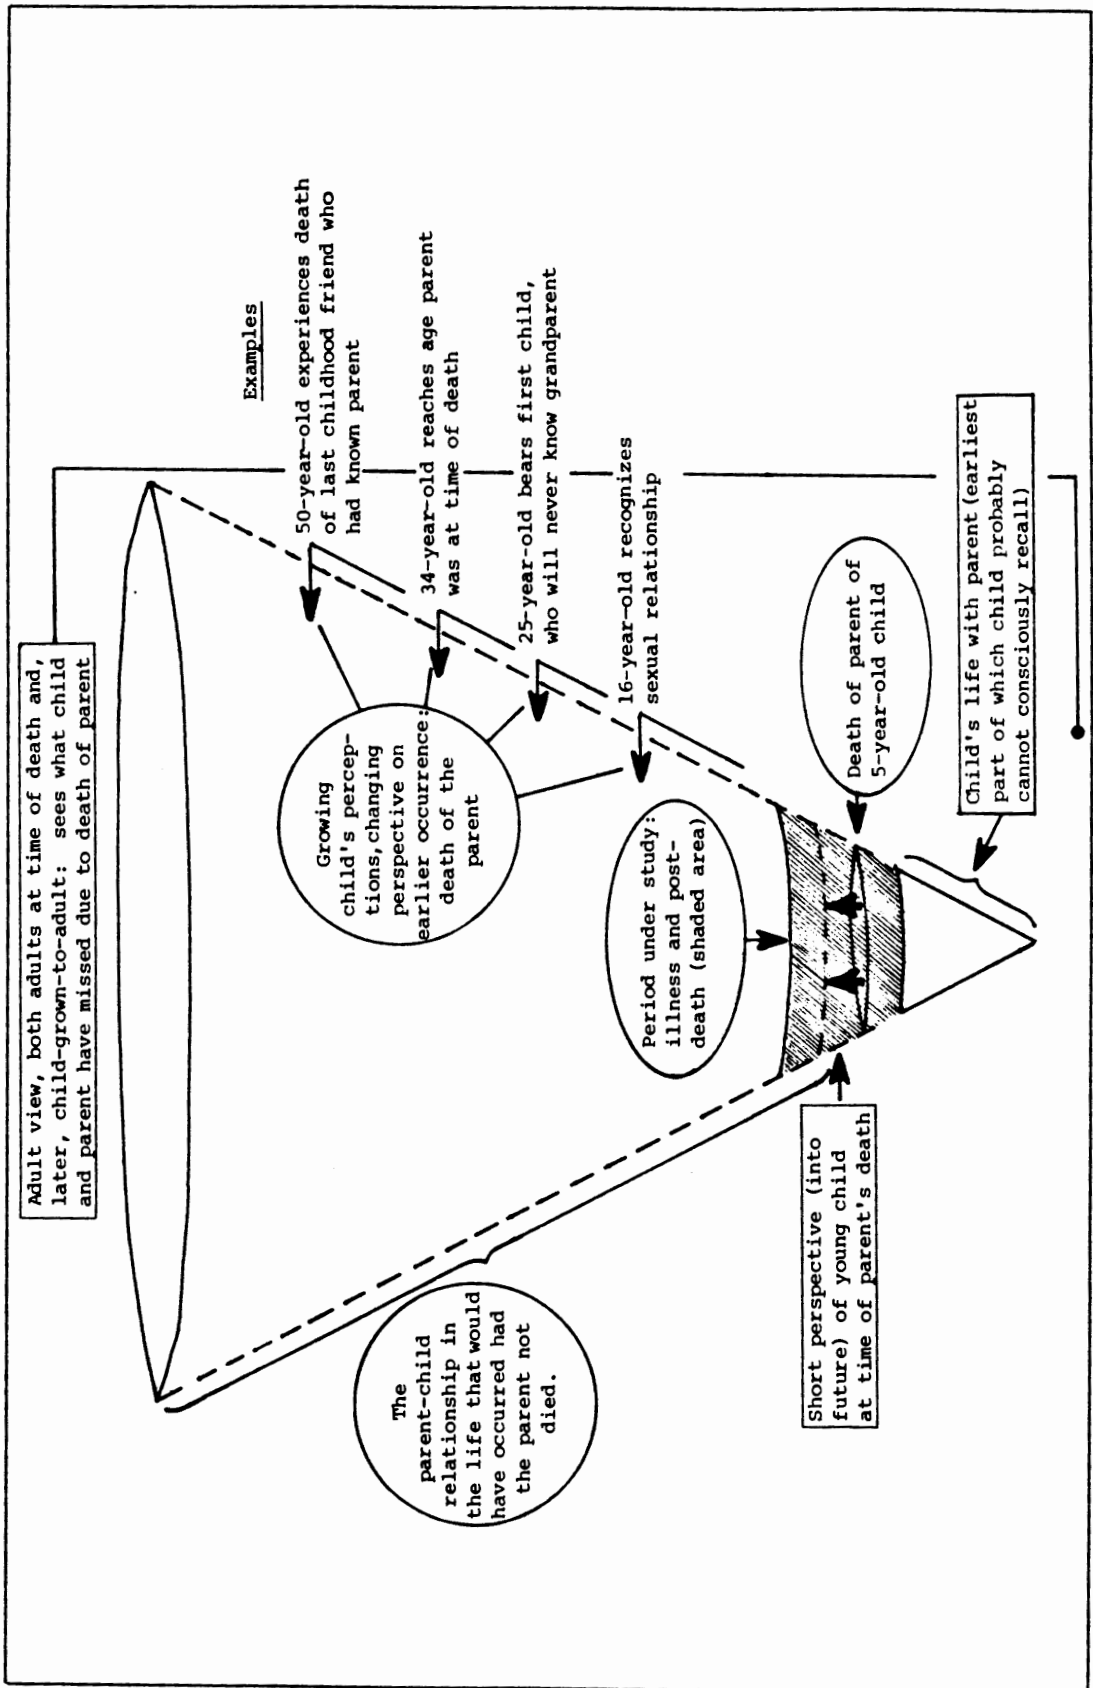 Adult view, both adults at time of death and,
later, child-grown-to-adult: sees what child
and parent have missed due to death of parent
Examples
50-year-old experiences death
of last childhood friend who
had known parent
34-year-old reaches age parent
was at time of death
25-year-old bears first child,
who will never know grandparent
16-year-old recognizes
sexual relationship
Growing
child's percep-
tions, changing
perspective on
earlier occurrence:
death of the
parent
The
parent-child
relationship in
the life that would
have occurred had
the parent not
died.
Period under study:
illness and post-
death (shaded area)
Death of parent of
5-year-old child
Short perspective (into
future) of young child
at time of parent's death
Child's life with parent (earliest
part of which child probably
cannot consciously recall)